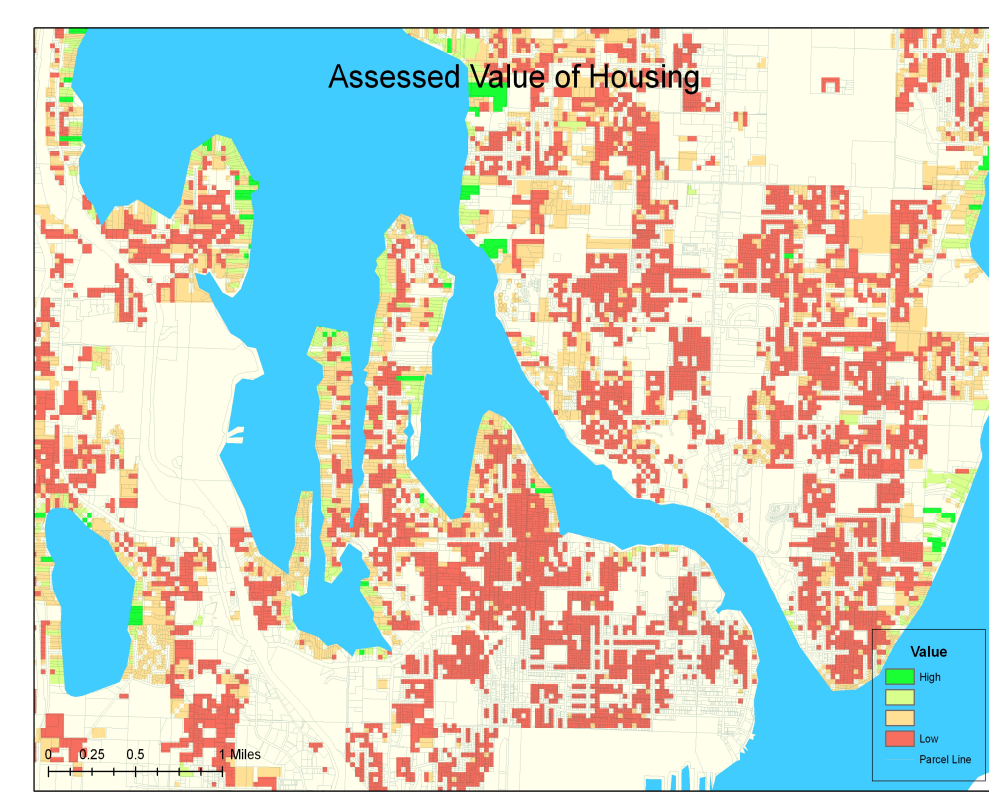 Assessed Value of Housing
Value
High
Low
Parcel Line
0 0.25 0.5 1 Miles